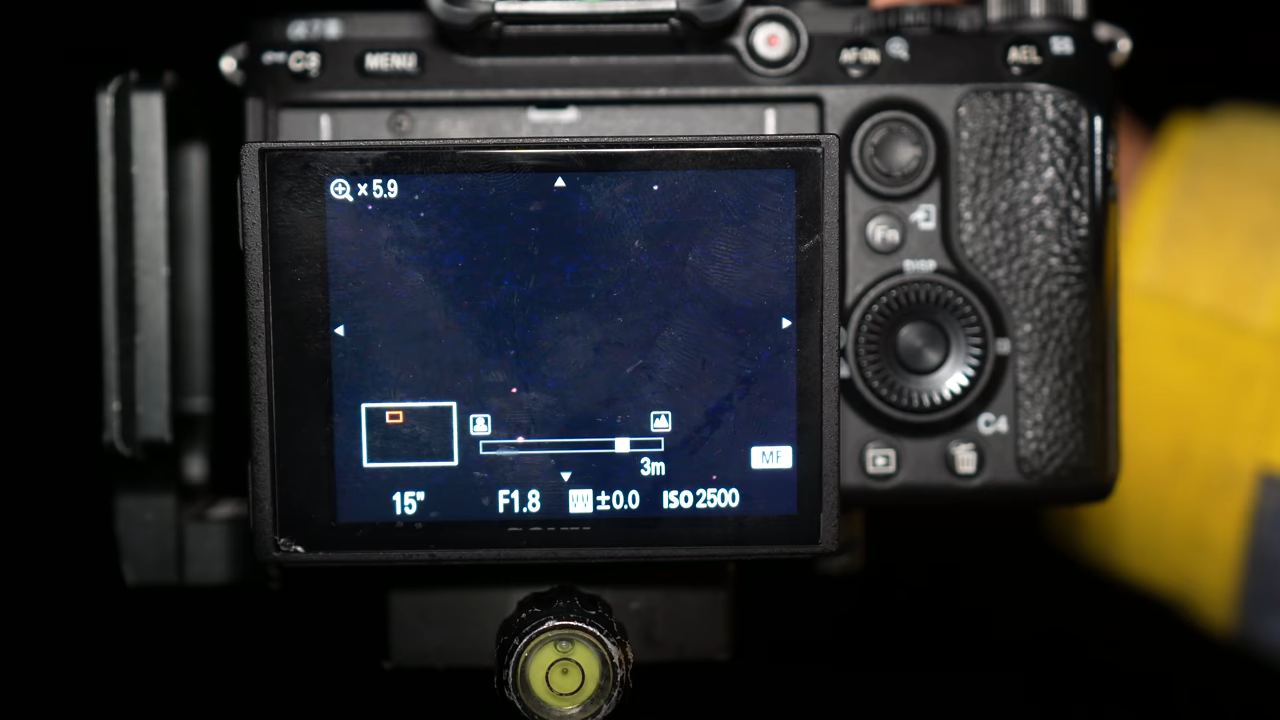 C3 MENU AF-ON AEL
× 5.9
Fn
DISP
3m
MF
C4
15" F1.8 ±0.0 ISO 2500